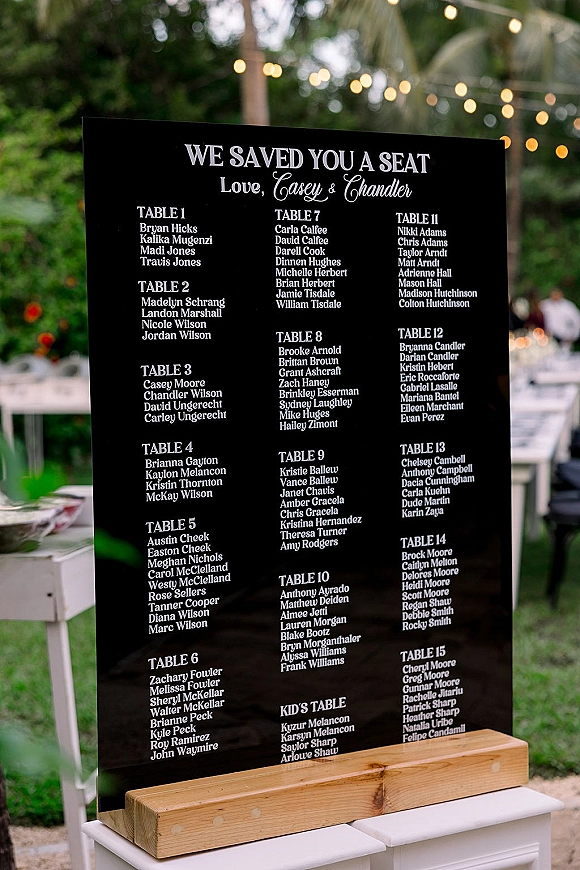 WE SAVED YOU A SEAT
Love, Casey & Chandler
TABLE 1
Bryan Hicks
Kalika Mugenzi
Madi Jones
Travis Jones
TABLE 2
Madelyn Schrang
Landon Marshall
Nicole Wilson
Jordan Wilson
TABLE 3
Casey Moore
Chandler Wilson
David Ungerecht
Carley Ungerecht
TABLE 4
Brianna Gayton
Kaylon Melancon
Kristin Thornton
McKay Wilson
TABLE 5
Austin Cheek
Easton Cheek
Meghan Nichols
Carol McClelland
Westy McClelland
Rose Sellers
Tanner Cooper
Diana Wilson
Marc Wilson
TABLE 6
Zachary Fowler
Melissa Fowler
Sheryl McKellar
Walter McKellar
Brianne Peck
Kyle Peck
Roy Ramirez
John Waymire
TABLE 7
Carla Calfee
David Calfee
Darell Cook
Dinnen Hughes
Michelle Herbert
Brian Herbert
Jamie Tisdale
William Tisdale
TABLE 8
Brooke Arnold
Brittan Brown
Grant Ashcraft
Zach Haney
Brinkley Esserman
Sydney Laughley
Mike Huges
Hailey Zimont
TABLE 9
Kristie Ballew
Vance Ballew
Janet Chavis
Amber Gracela
Chris Gracela
Kristina Hernandez
Theresa Turner
Amy Rodgers
TABLE 10
Anthony Ayrado
Matthew Deiden
Aimee Jetti
Lauren Morgan
Blake Bootz
Bryn Morganthaler
Alyssa Williams
Frank Williams
KID'S TABLE
Kyzur Melancon
Karsyn Melancon
Saylor Sharp
Arlowe Shaw
TABLE 11
Nikki Adams
Chris Adams
Taylor Arndt
Matt Arndt
Adrienne Hall
Mason Hall
Madison Hutchinson
Colton Hutchinson
TABLE 12
Bryanna Candler
Darian Candler
Kristin Hebert
Eric Roccaforte
Gabriel Lasalle
Mariana Bantel
Eileen Marchant
Evan Perez
TABLE 13
Chelsey Cambell
Anthony Campbell
Dacia Cunningham
Carla Kuehn
Dude Martin
Karin Zaya
TABLE 14
Brock Moore
Caitlyn Melton
Delores Moore
Heidi Moore
Scott Moore
Regan Shaw
Debbie Smith
Rocky Smith
TABLE 15
Cheryl Moore
Greg Moore
Gunnar Moore
Rachelle Jitariu
Patrick Sharp
Heather Sharp
Natalia Uribe
Felipe Candamil